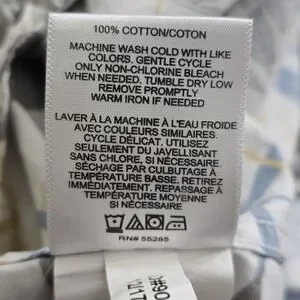 100% COTTON/COTON
MACHINE WASH COLD WITH LIKE
COLORS. GENTLE CYCLE
ONLY NON-CHLORINE BLEACH
WHEN NEEDED. TUMBLE DRY LOW
REMOVE PROMPTLY
WARM IRON IF NEEDED
LAVER À LA MACHINE À L'EAU FROIDE
AVEC COULEURS SIMILAIRES.
CYCLE DÉLICAT. UTILISEZ
SEULEMENT DU JAVELLISANT
SANS CHLORE, SI NÉCESSAIRE.
SÉCHAGE PAR CULBUTAGE À
TEMPÉRATURE BASSE. RETIREZ
IMMÉDIATEMENT. REPASSAGE À
TEMPÉRATURE MOYENNE
SI NÉCESSAIRE
RN# 55285